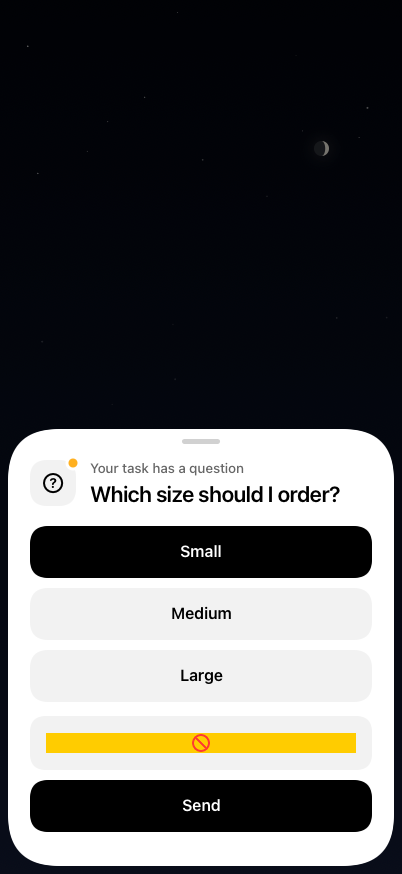 Your task has a question
Which size should I order?
Small
Medium
Large
Send